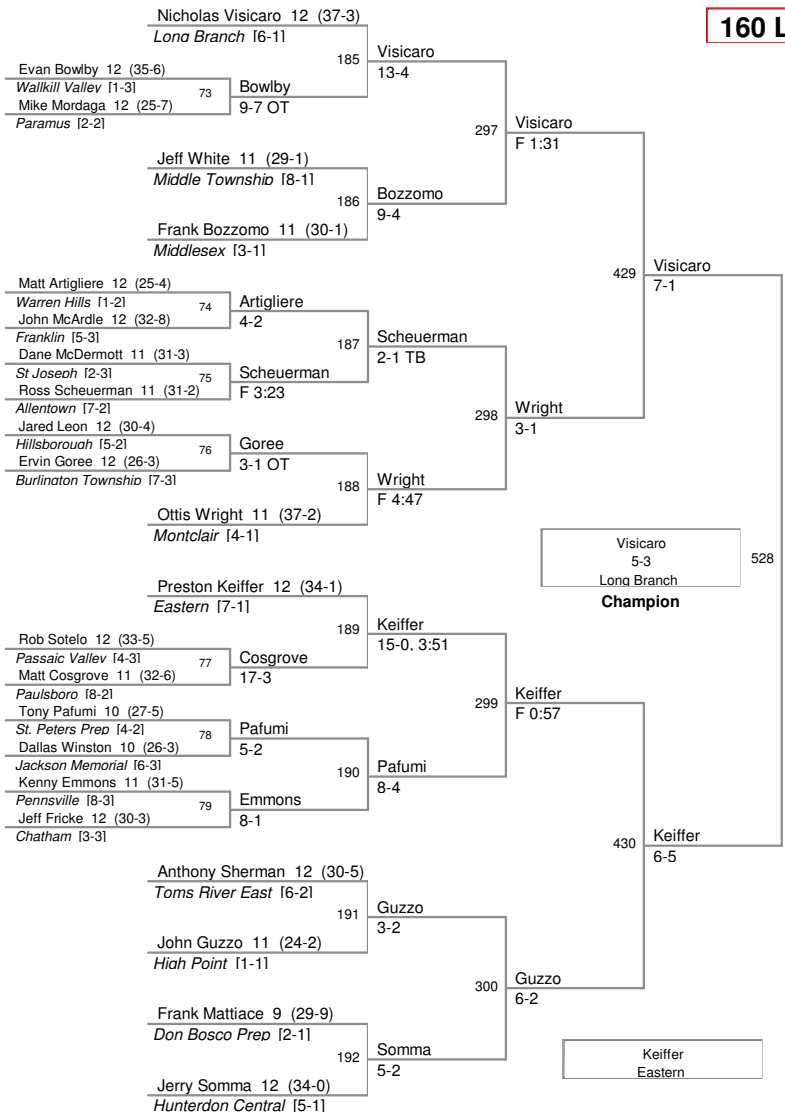 Nicholas Visicaro 12 (37-3)
Long Branch [6-1]
160 L
185
Visicaro
13-4
Evan Bowlby 12 (35-6)
Wallkill Valley [1-3]
73
Bowlby
9-7 OT
Mike Mordaga 12 (25-7)
Paramus [2-2]
297
Visicaro
F 1:31
Jeff White 11 (29-1)
Middle Township [8-1]
186
Bozzomo
9-4
Frank Bozzomo 11 (30-1)
Middlesex [3-1]
429
Visicaro
7-1
Matt Artigliere 12 (25-4)
Warren Hills [1-2]
74
Artigliere
4-2
John McArdle 12 (32-8)
Franklin [5-3]
187
Scheuerman
2-1 TB
Dane McDermott 11 (31-3)
St Joseph [2-3]
75
Scheuerman
F 3:23
Ross Scheuerman 11 (31-2)
Allentown [7-2]
298
Wright
3-1
Jared Leon 12 (30-4)
Hillsborough [5-2]
76
Goree
3-1 OT
Ervin Goree 12 (26-3)
Burlington Township [7-3]
188
Wright
F 4:47
Ottis Wright 11 (37-2)
Montclair [4-1]
Visicaro
5-3
Long Branch
Champion
528
Preston Keiffer 12 (34-1)
Eastern [7-1]
189
Keiffer
15-0, 3:51
Rob Sotelo 12 (33-5)
Passaic Valley [4-3]
77
Cosgrove
17-3
Matt Cosgrove 11 (32-6)
Paulsboro [8-2]
299
Keiffer
F 0:57
Tony Pafumi 10 (27-5)
St. Peters Prep [4-2]
78
Pafumi
5-2
Dallas Winston 10 (26-3)
Jackson Memorial [6-3]
190
Pafumi
8-4
Kenny Emmons 11 (31-5)
Pennsville [8-3]
79
Emmons
8-1
Jeff Fricke 12 (30-3)
Chatham [3-3]
430
Keiffer
6-5
Anthony Sherman 12 (30-5)
Toms River East [6-2]
191
Guzzo
3-2
John Guzzo 11 (24-2)
High Point [1-1]
300
Guzzo
6-2
Frank Mattiace 9 (29-9)
Don Bosco Prep [2-1]
192
Somma
5-2
Jerry Somma 12 (34-0)
Hunterdon Central [5-1]
Keiffer
Eastern